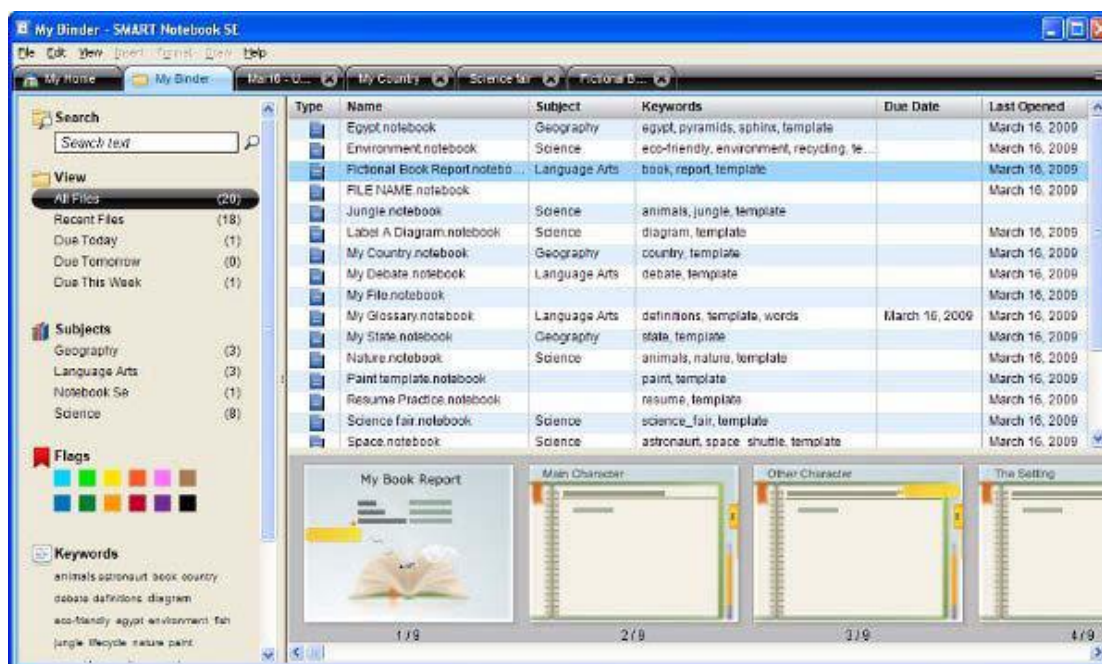 My Binder - SMART Notebook SE
File Edit View Insert Format Draw Help
My Home My Binder Mar16 - U... My Country Science fair Fictional B...
Search
Search text
View
All Files (20)
Recent Files (18)
Due Today (1)
Due Tomorrow (0)
Due This Week (1)
Subjects
Geography (3)
Language Arts (3)
Notebook Se (1)
Science (8)
Flags
Keywords
animals astronaurt book country
debate definitions diagram
eco-friendly egypt environment fish
jungle lifecycle nature paint
Type Name Subject Keywords Due Date Last Opened
Egypt.notebook Geography egypt, pyramids, sphinx, template March 16, 2009
Environment.notebook Science eco-friendly, environment, recycling, te... March 16, 2009
Fictional Book Report.notebo... Language Arts book, report, template March 16, 2009
FILE NAME.notebook March 16, 2009
Jungle.notebook Science animals, jungle, template
Label A Diagram.notebook Science diagram, template March 16, 2009
My Country.notebook Geography country, template March 16, 2009
My Debate.notebook Language Arts debate, template March 16, 2009
My File.notebook March 16, 2009
My Glossary.notebook Language Arts definitions, template, words March 16, 2009 March 16, 2009
My State.notebook Geography state, template March 16, 2009
Nature.notebook Science animals, nature, template March 16, 2009
Paint template.notebook paint, template March 16, 2009
Resume Practice.notebook resume, template March 16, 2009
Science fair.notebook Science science_fair, template March 16, 2009
Space.notebook Science astronaurt, space_shuttle, template March 16, 2009
My Book Report
Main Character
Other Character
The Setting
1/9 2/9 3/9 4/9